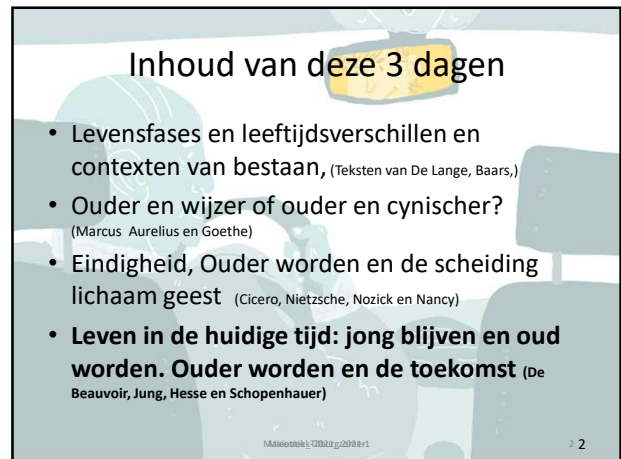 Inhoud van deze 3 dagen
• Levensfases en leeftijdsverschillen en
contexten van bestaan, (Teksten van De Lange, Baars,)
• Ouder en wijzer of ouder en cynischer?
(Marcus Aurelius en Goethe)
• Eindigheid, Ouder worden en de scheiding
lichaam geest (Cicero, Nietzsche, Nozick en Nancy)
• Leven in de huidige tijd: jong blijven en oud
worden. Ouder worden en de toekomst (De
Beauvoir, Jung, Hesse en Schopenhauer)
2 2